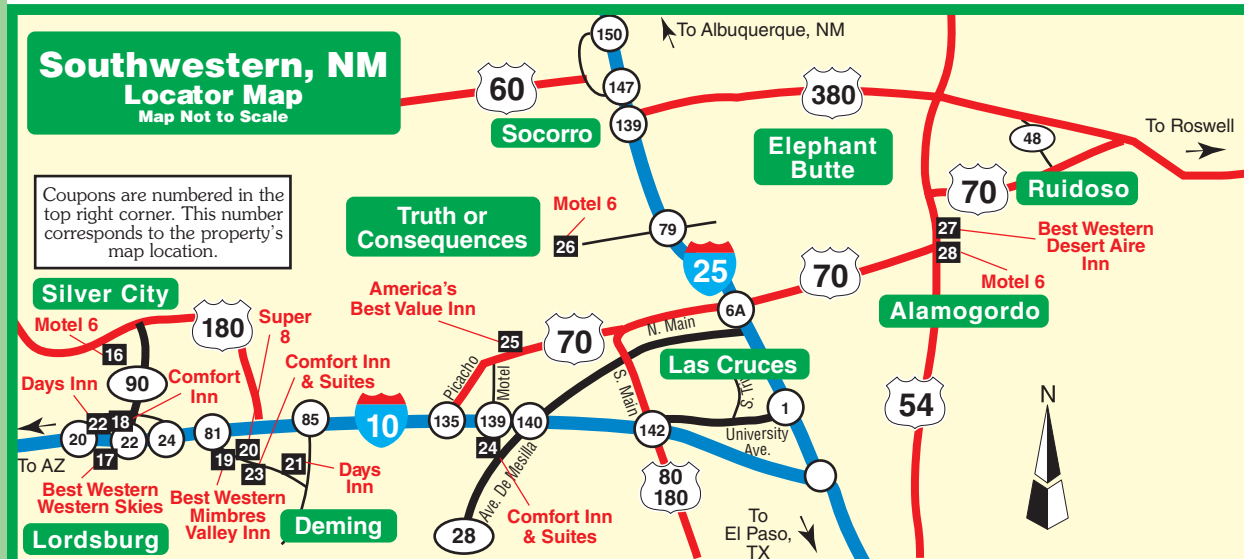 Southwestern, NM
Locator Map
Map Not to Scale
Coupons are numbered in the
top right corner. This number
corresponds to the property's
map location.
150
To Albuquerque, NM
60
147
139
Socorro
380
Elephant
Butte
48
To Roswell
70
Ruidoso
Truth or
Consequences
Motel 6
26
79
25
27
28
Best Western
Desert Aire
Inn
Motel 6
Alamogordo
54
70
6A
Silver City
Motel 6
16
180
90
Super
8
Comfort Inn
& Suites
Days Inn
Comfort
Inn
22
18
20
22
24
81
85
10
17
19
20
23
21
To AZ
Best Western
Western Skies
Best Western
Mimbres
Valley Inn
Days
Inn
Lordsburg
Deming
America's
Best Value Inn
25
70
Picacho
Motel
N. Main
S. Main
Las Cruces
S. Tri
1
University
Ave.
135
139
140
142
24
Ave. De Mesilla
28
Comfort Inn
& Suites
80
180
To
El Paso,
TX
N